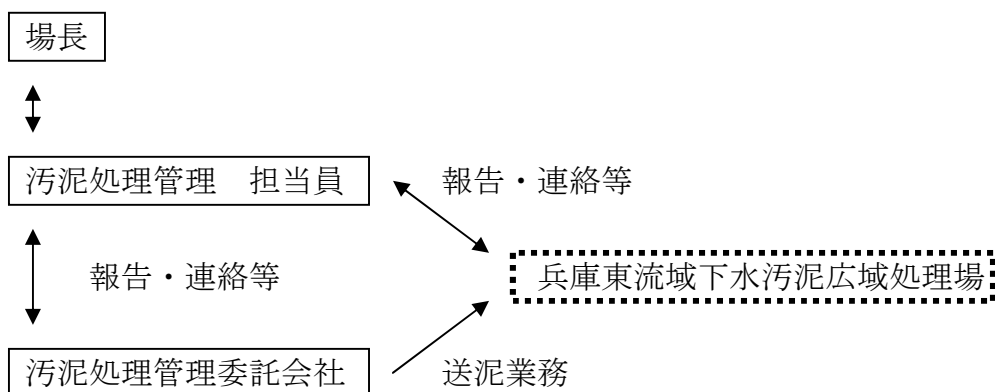 場長
汚泥処理管理　担当員
報告・連絡等
報告・連絡等
兵庫東流域下水汚泥広域処理場
汚泥処理管理委託会社
送泥業務